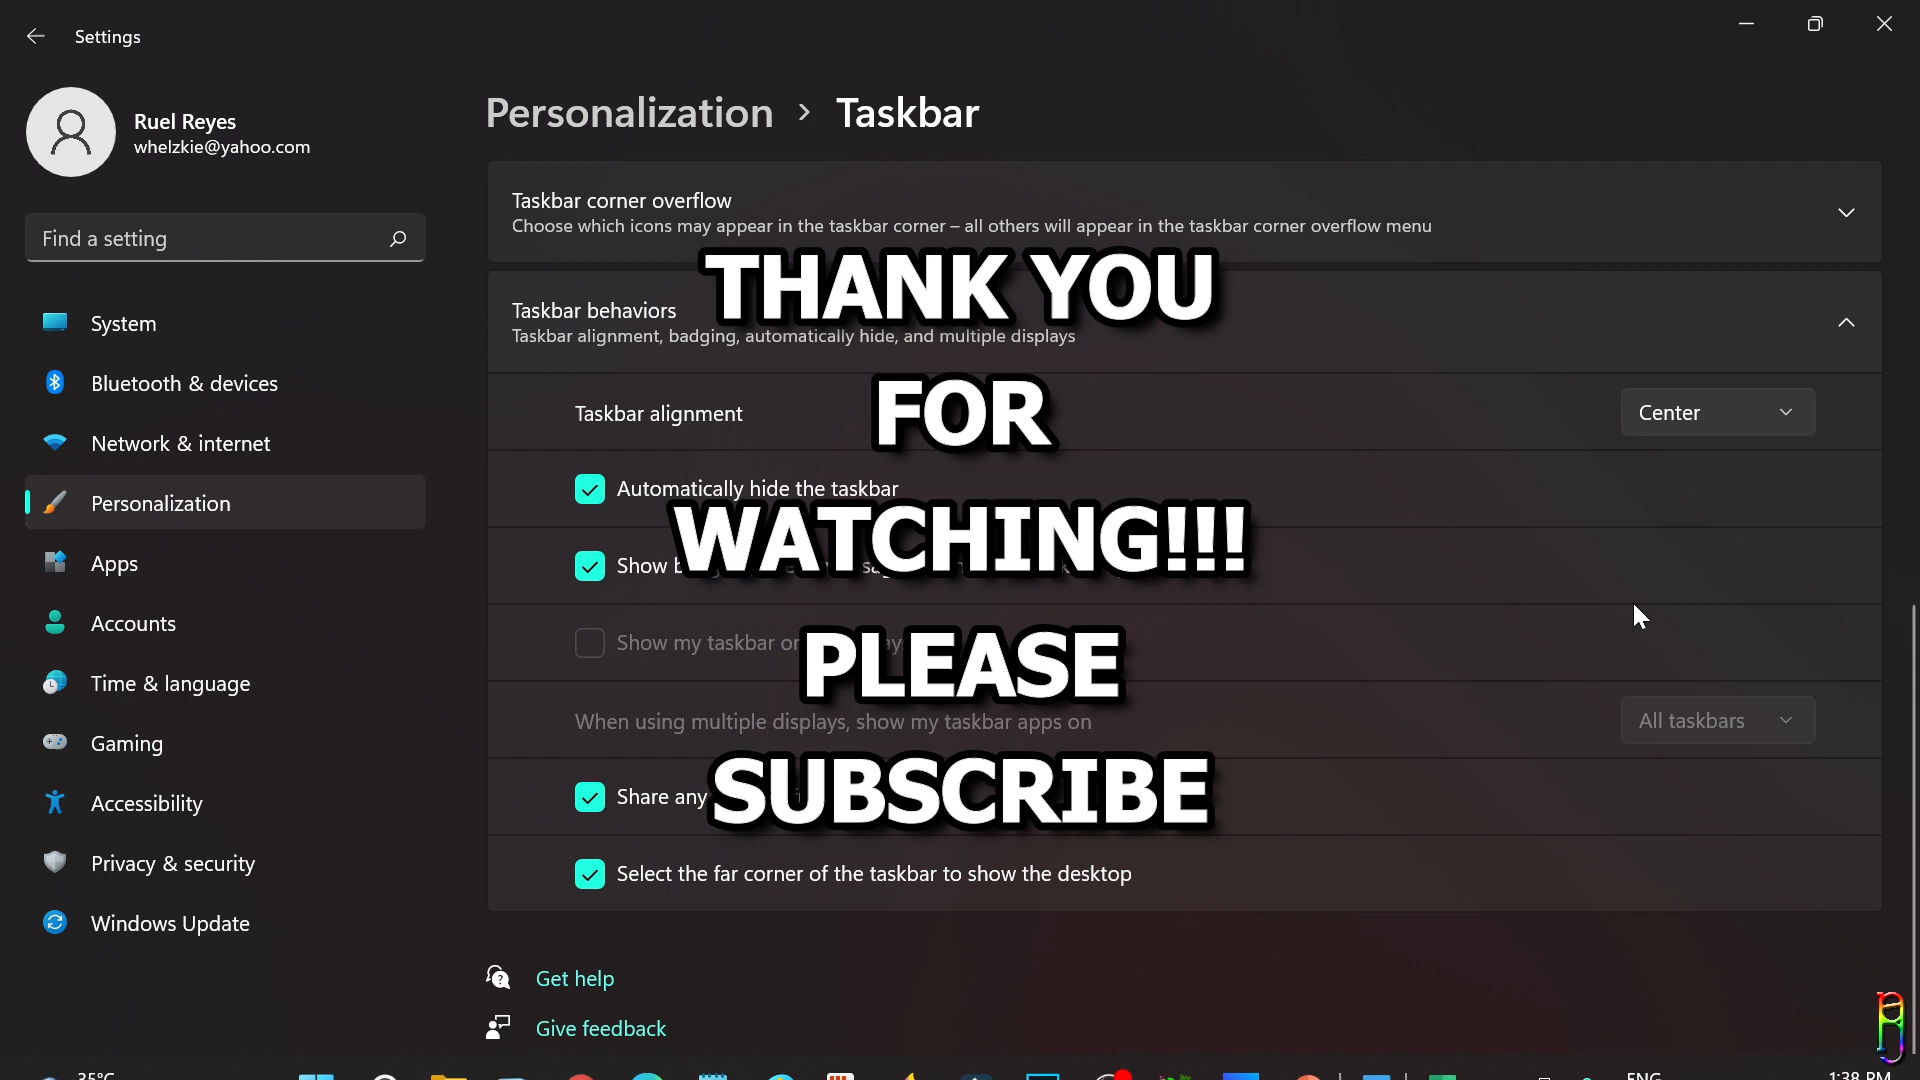 Settings
Ruel Reyes
whelzkie@yahoo.com
Find a setting
System
Bluetooth & devices
Network & internet
Personalization
Apps
Accounts
Time & language
Gaming
Accessibility
Privacy & security
Windows Update
Personalization > Taskbar
Taskbar corner overflow
Choose which icons may appear in the taskbar corner – all others will appear in the taskbar corner overflow menu
Taskbar behaviors
Taskbar alignment, badging, automatically hide, and multiple displays
Taskbar alignment
Center
Automatically hide the taskbar
Show
Show my taskbar
When using multiple displays, show my taskbar apps on
All taskbars
Share any
Select the far corner of the taskbar to show the desktop
Get help
Give feedback
THANK YOU
FOR
WATCHING!!!
PLEASE
SUBSCRIBE
35°C
ENG
1:38 PM